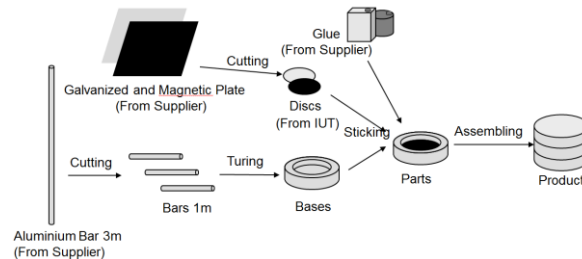 Glue
(From Supplier)
Cutting
Galvanized and Magnetic Plate
(From Supplier)
Discs
(From IUT)
Sticking
Assembling
Cutting
Turing
Parts
Product
Bars 1m
Bases
Aluminium Bar 3m
(From Supplier)